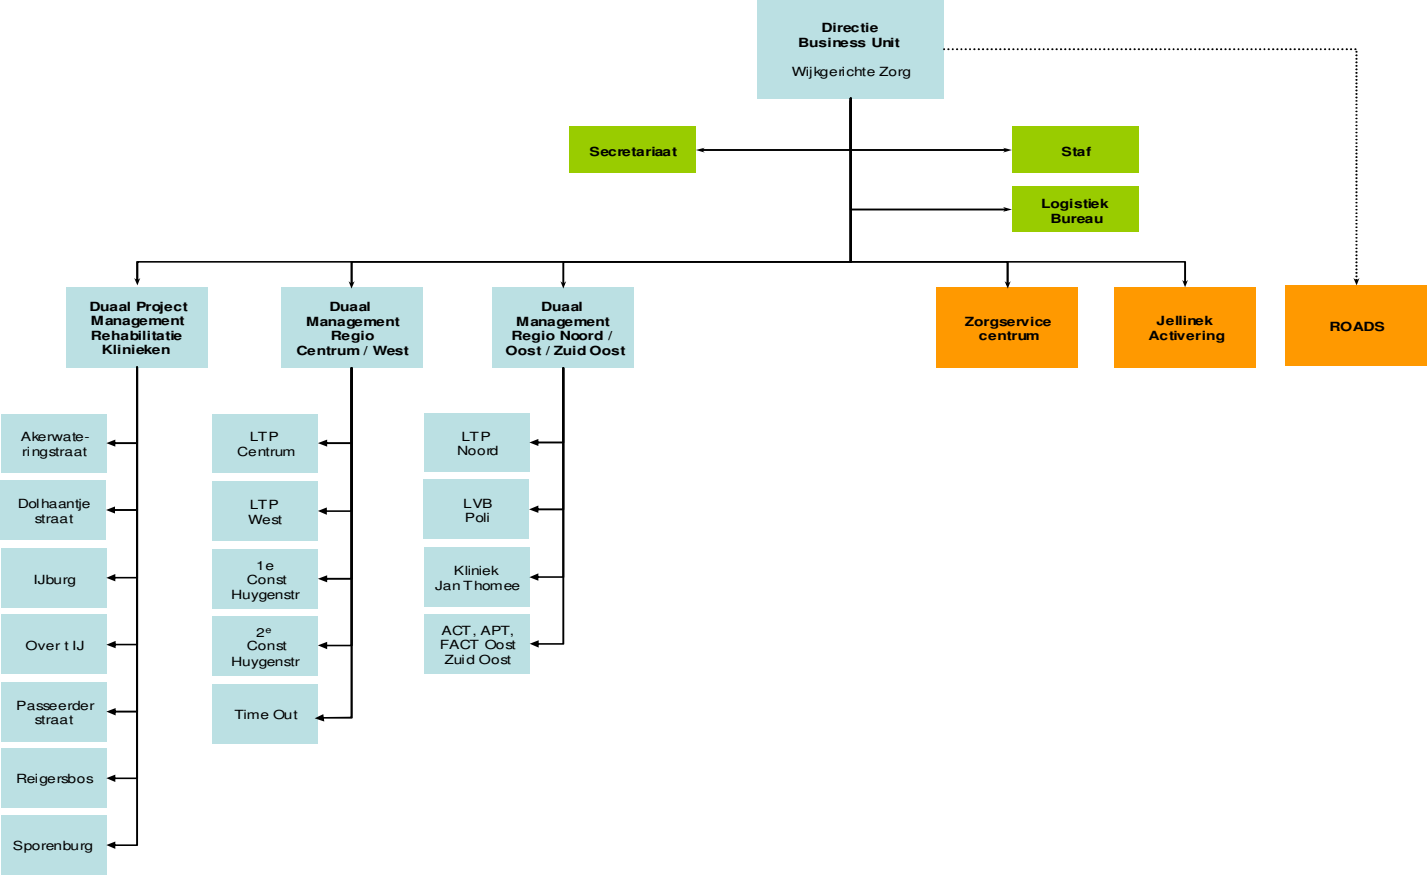 Directie
Business Unit
Wijkgerichte Zorg
Secretariaat
Staf
Logistiek
Bureau
Duaal Project
Management
Rehabilitatie
Klinieken
Duaal
Management
Regio
Centrum / West
Duaal
Management
Regio Noord /
Oost / Zuid Oost
Zorgservice
centrum
Jellinek
Activering
ROADS
Akerwate-
ringstraat
Dolhaantje
straat
IJburg
Over t IJ
Passeerder
straat
Reigersbos
Sporenburg
LTP
Centrum
LTP
West
1e
Const
Huygenstr
2e
Const
Huygenstr
Time Out
LTP
Noord
LVB
Poli
Kliniek
Jan Thomee
ACT, APT,
FACT Oost
Zuid Oost